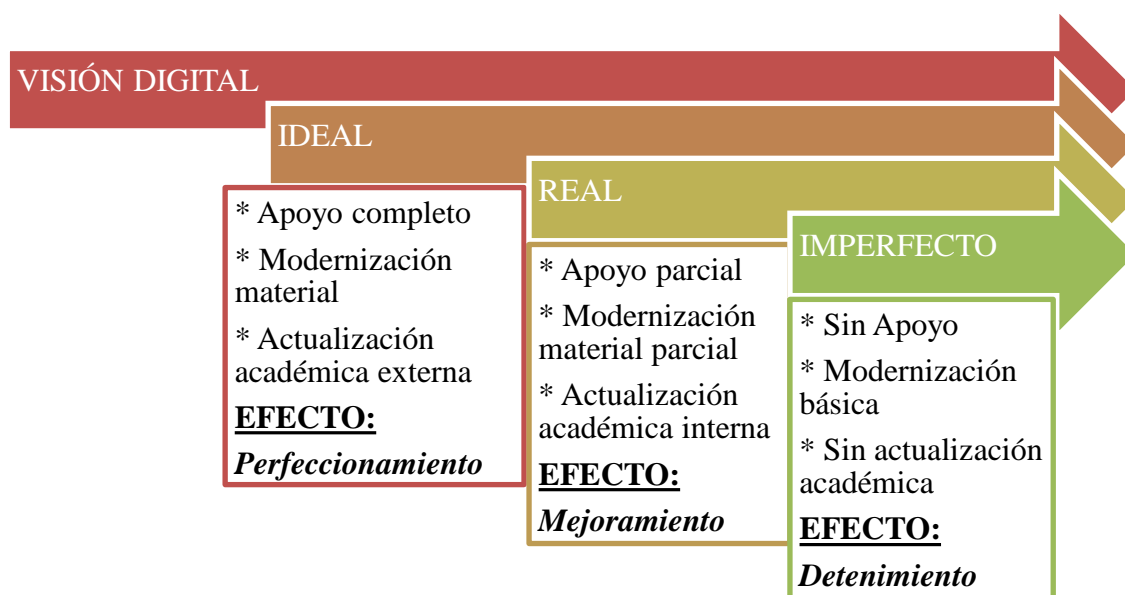 VISIÓN DIGITAL
IDEAL
* Apoyo completo
* Modernización
material
* Actualización
académica externa
EFECTO:
Perfeccionamiento
REAL
* Apoyo parcial
* Modernización
material parcial
* Actualización
académica interna
EFECTO:
Mejoramiento
IMPERFECTO
* Sin Apoyo
* Modernización
básica
* Sin actualización
académica
EFECTO:
Detenimiento